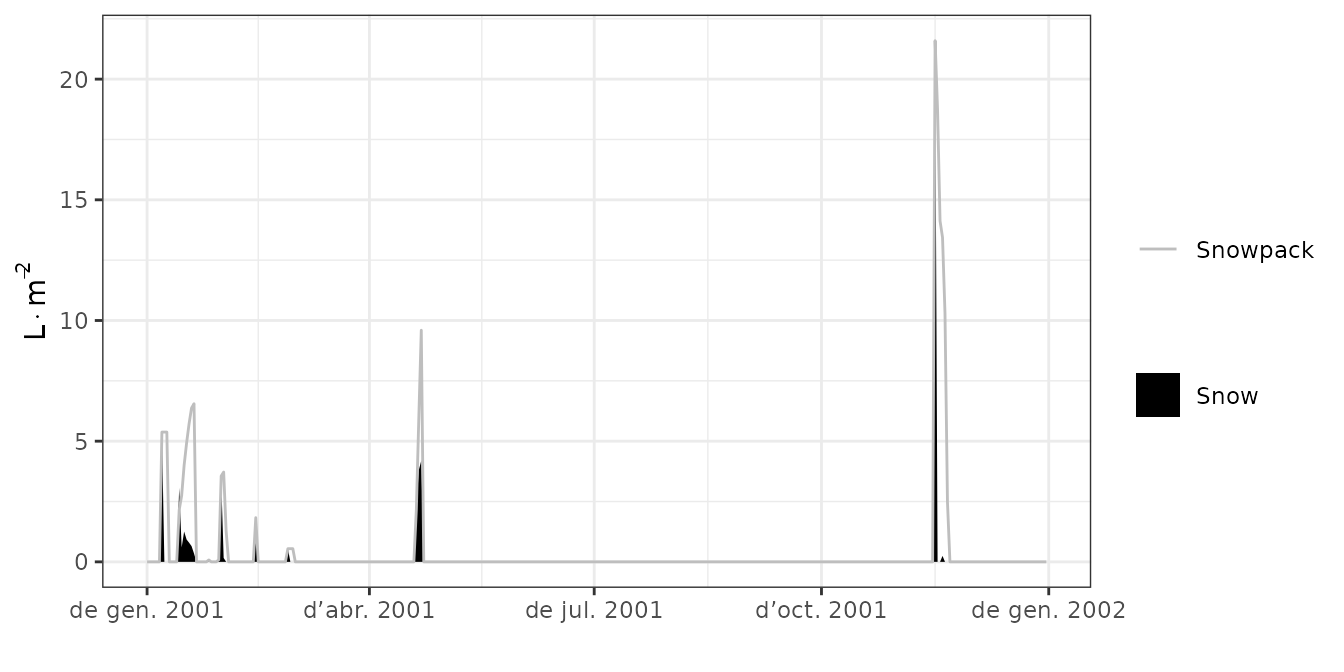 L · m⁻²
20
15
10
5
0
de gen. 2001
d’abr. 2001
de jul. 2001
d’oct. 2001
de gen. 2002
Snowpack
Snow